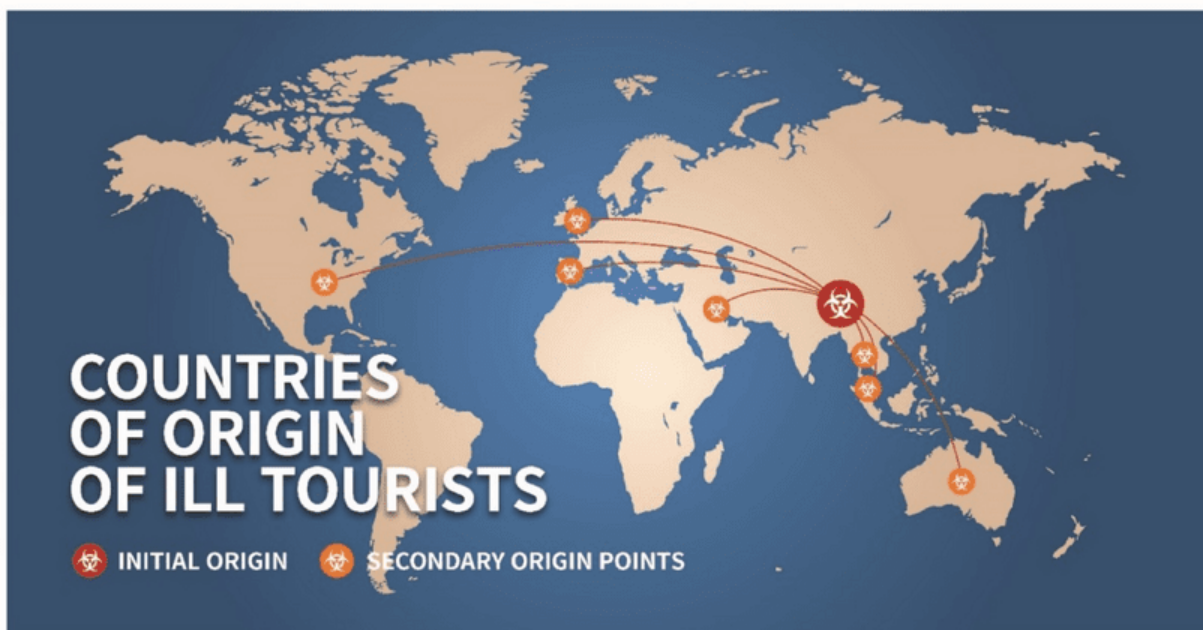 COUNTRIES
OF ORIGIN
OF ILL TOURISTS
INITIAL ORIGIN
SECONDARY ORIGIN POINTS